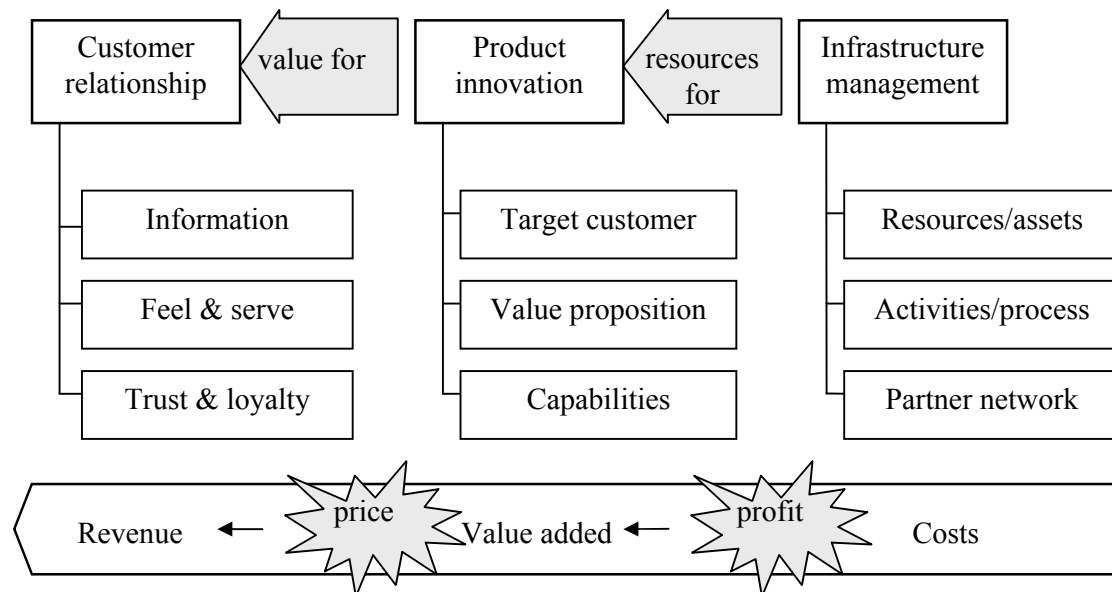 Customer
relationship
value for
Product
innovation
resources
for
Infrastructure
management
Information
Feel & serve
Trust & loyalty
Target customer
Value proposition
Capabilities
Resources/assets
Activities/process
Partner network
Revenue
price
Value added
profit
Costs